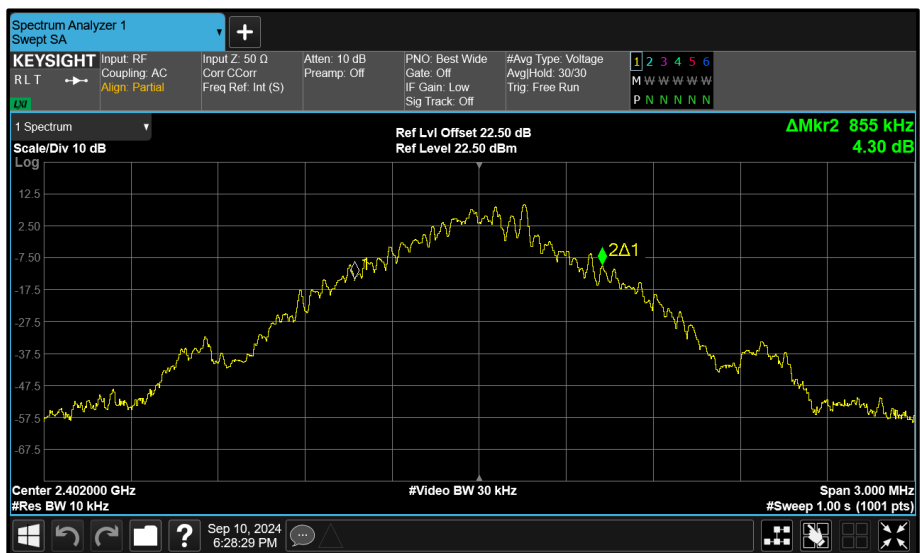 Spectrum Analyzer 1
Swept SA
KEYSIGHT
R L T
LXI
Input: RF
Coupling: AC
Align: Partial
Input Z: 50 Ω
Corr CCorr
Freq Ref: Int (S)
Atten: 10 dB
Preamp: Off
PNO: Best Wide
Gate: Off
IF Gain: Low
Sig Track: Off
#Avg Type: Voltage
Avg|Hold: 30/30
Trig: Free Run
1 2 3 4 5 6
M W W W W W
P N N N N N
1 Spectrum
Scale/Div 10 dB
Ref Lvl Offset 22.50 dB
Ref Level 22.50 dBm
ΔMkr2 855 kHz
4.30 dB
Log
12.5
2.50
-7.50
-17.5
-27.5
-37.5
-47.5
-57.5
-67.5
1
2Δ1
Center 2.402000 GHz
#Video BW 30 kHz
Span 3.000 MHz
#Res BW 10 kHz
#Sweep 1.00 s (1001 pts)
Sep 10, 2024
6:28:29 PM